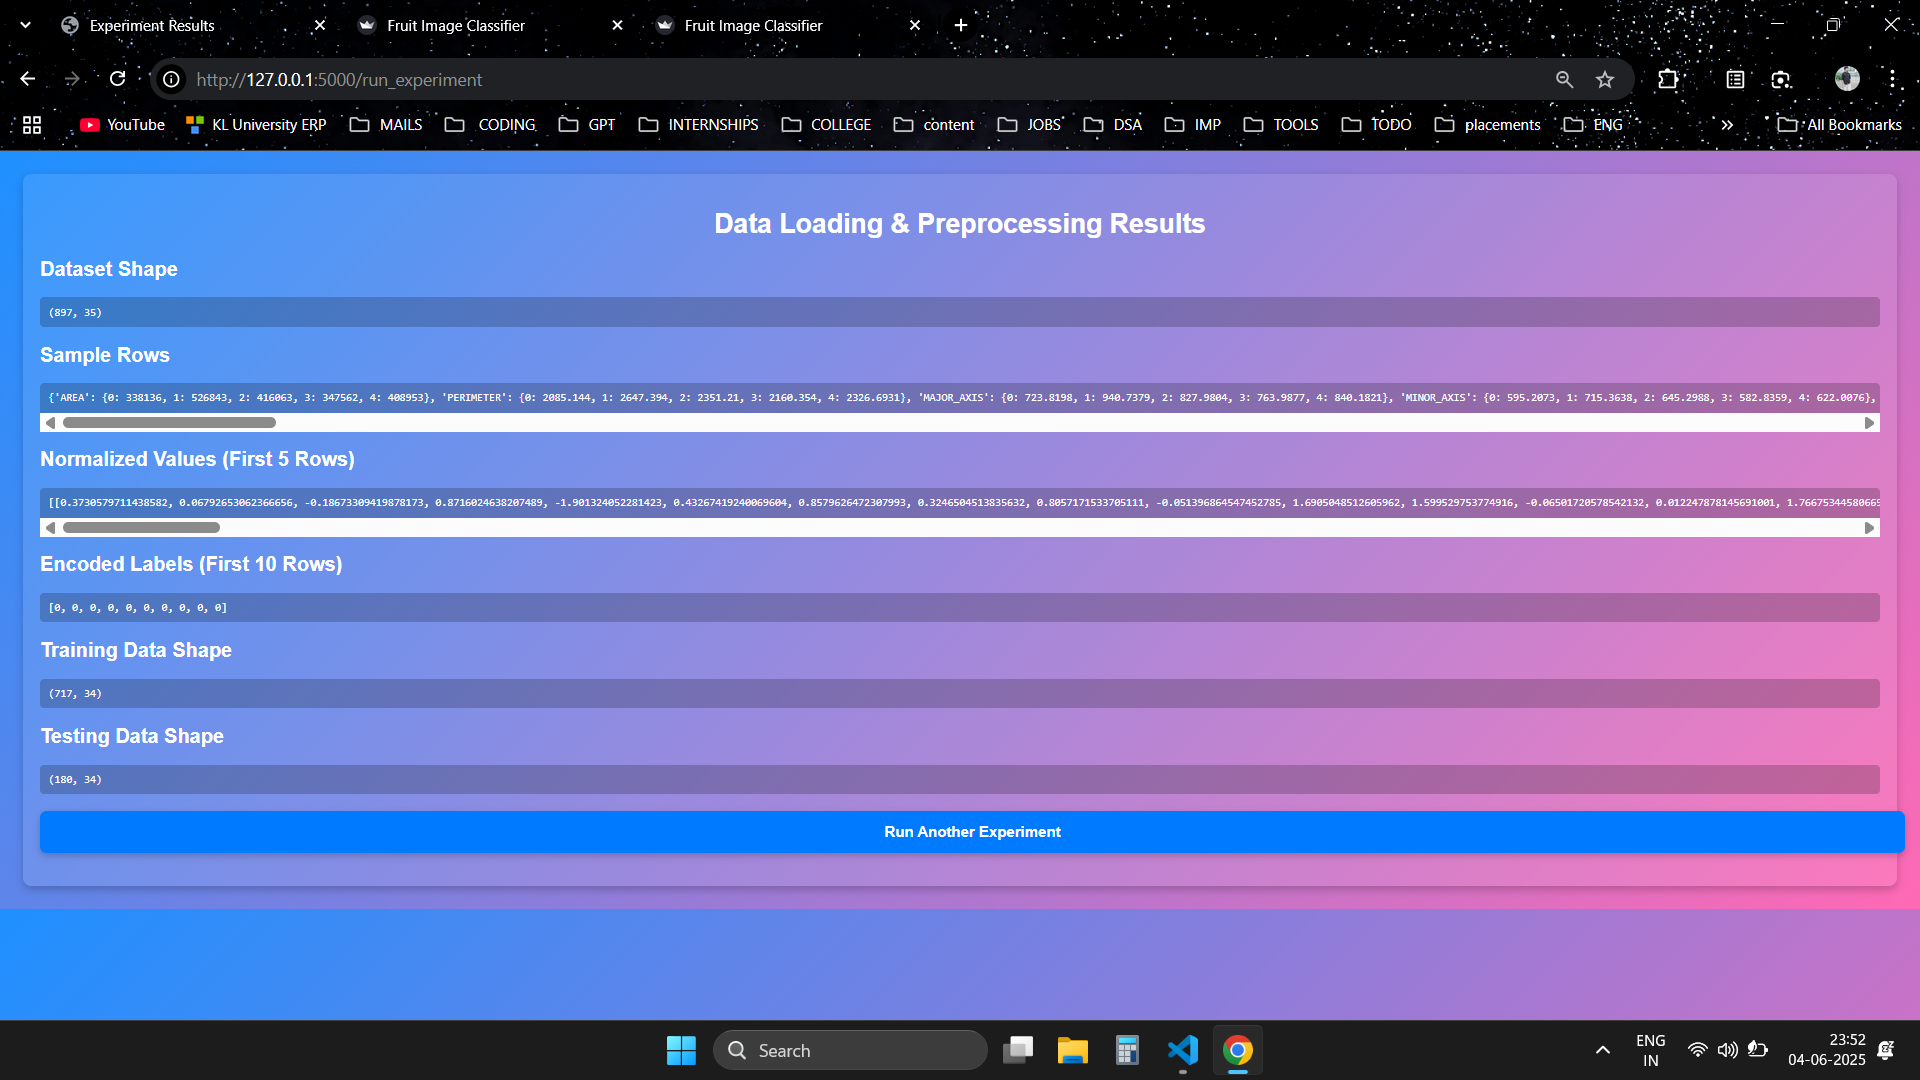 Experiment Results
Fruit Image Classifier
Fruit Image Classifier
http://127.0.0.1:5000/run_experiment
YouTube
KL University ERP
MAILS
CODING
GPT
INTERNSHIPS
COLLEGE
content
JOBS
DSA
IMP
TOOLS
TODO
placements
ENG
All Bookmarks
Data Loading & Preprocessing Results
Dataset Shape
(897, 35)
Sample Rows
{'AREA': {0: 338136, 1: 526843, 2: 416063, 3: 347562, 4: 408953}, 'PERIMETER': {0: 2085.144, 1: 2647.394, 2: 2351.21, 3: 2160.354, 4: 2326.6931}, 'MAJOR_AXIS': {0: 723.8198, 1: 940.7379, 2: 827.9804, 3: 763.9877, 4: 840.1821}, 'MINOR_AXIS': {0: 595.2073, 1: 715.3638, 2: 645.2988, 3: 582.8359, 4: 622.0076},
Normalized Values (First 5 Rows)
[[0.3730579711438582, 0.06792653062366656, -0.18673309419878173, 0.8716024638207489, -1.901324052281423, 0.43267419240069604, 0.8579626472307993, 0.3246504513835632, 0.8057171533705111, -0.051396864547452785, 1.6905048512605962, 1.599529753774916, -0.06501720578542132, 0.012247878145691001, 1.76675344580669
Encoded Labels (First 10 Rows)
[0, 0, 0, 0, 0, 0, 0, 0, 0, 0]
Training Data Shape
(717, 34)
Testing Data Shape
(180, 34)
Run Another Experiment
Search
ENG
IN
23:52
04-06-2025